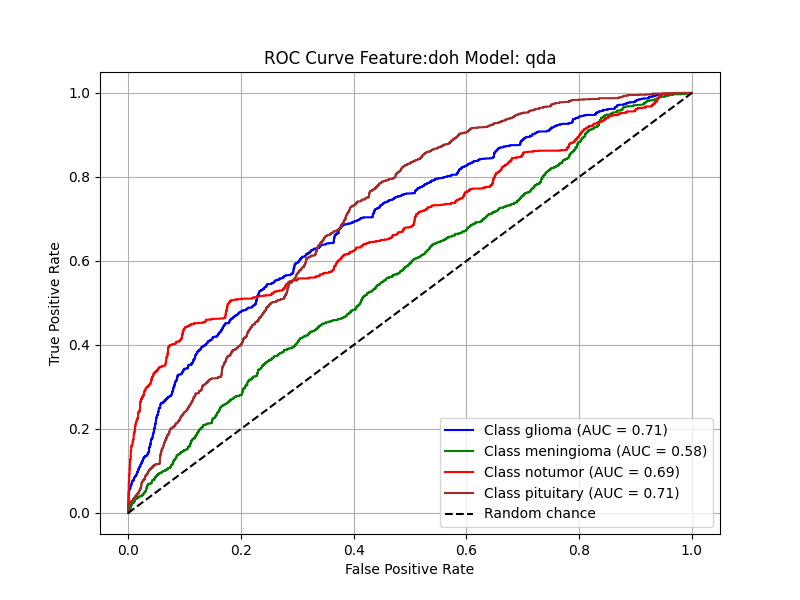 ROC Curve Feature:doh Model: qda
True Positive Rate
1.0
0.8
0.6
0.4
0.2
0.0
Class glioma (AUC = 0.71)
Class meningioma (AUC = 0.58)
Class notumor (AUC = 0.69)
Class pituitary (AUC = 0.71)
Random chance
0.0 0.2 0.4 0.6 0.8 1.0
False Positive Rate